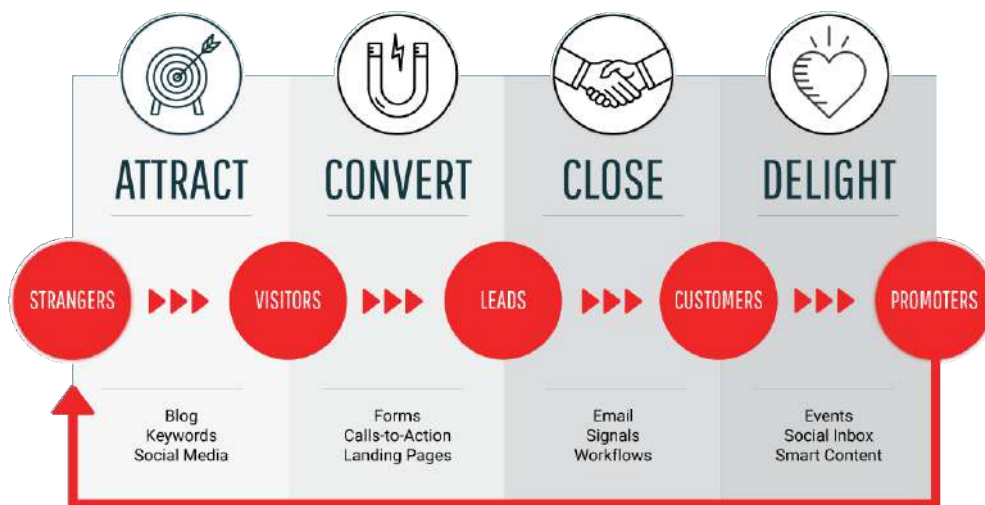 ATTRACT
CONVERT
CLOSE
DELIGHT
STRANGERS
VISITORS
LEADS
CUSTOMERS
PROMOTERS
Blog
Keywords
Social Media
Forms
Calls-to-Action
Landing Pages
Email
Signals
Workflows
Events
Social Inbox
Smart Content